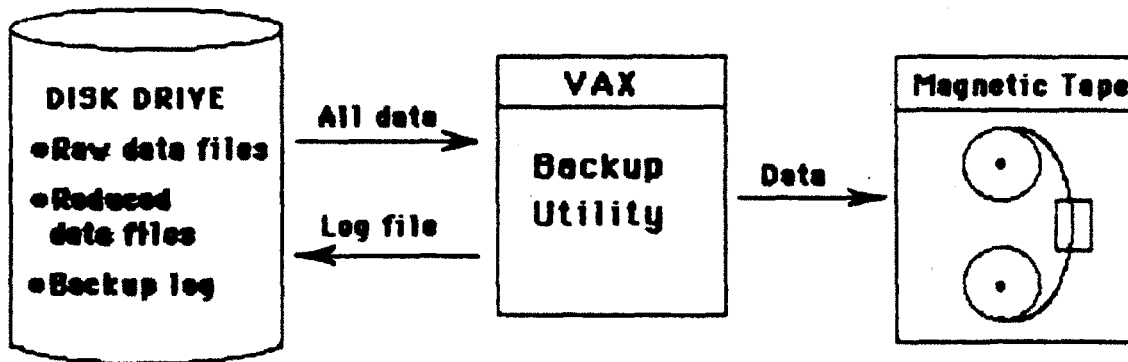 DISK DRIVE
•Raw data files
•Reduced
data files
•Backup log
All data
Log file
VAX
Backup
Utility
Data
Magnetic Tape